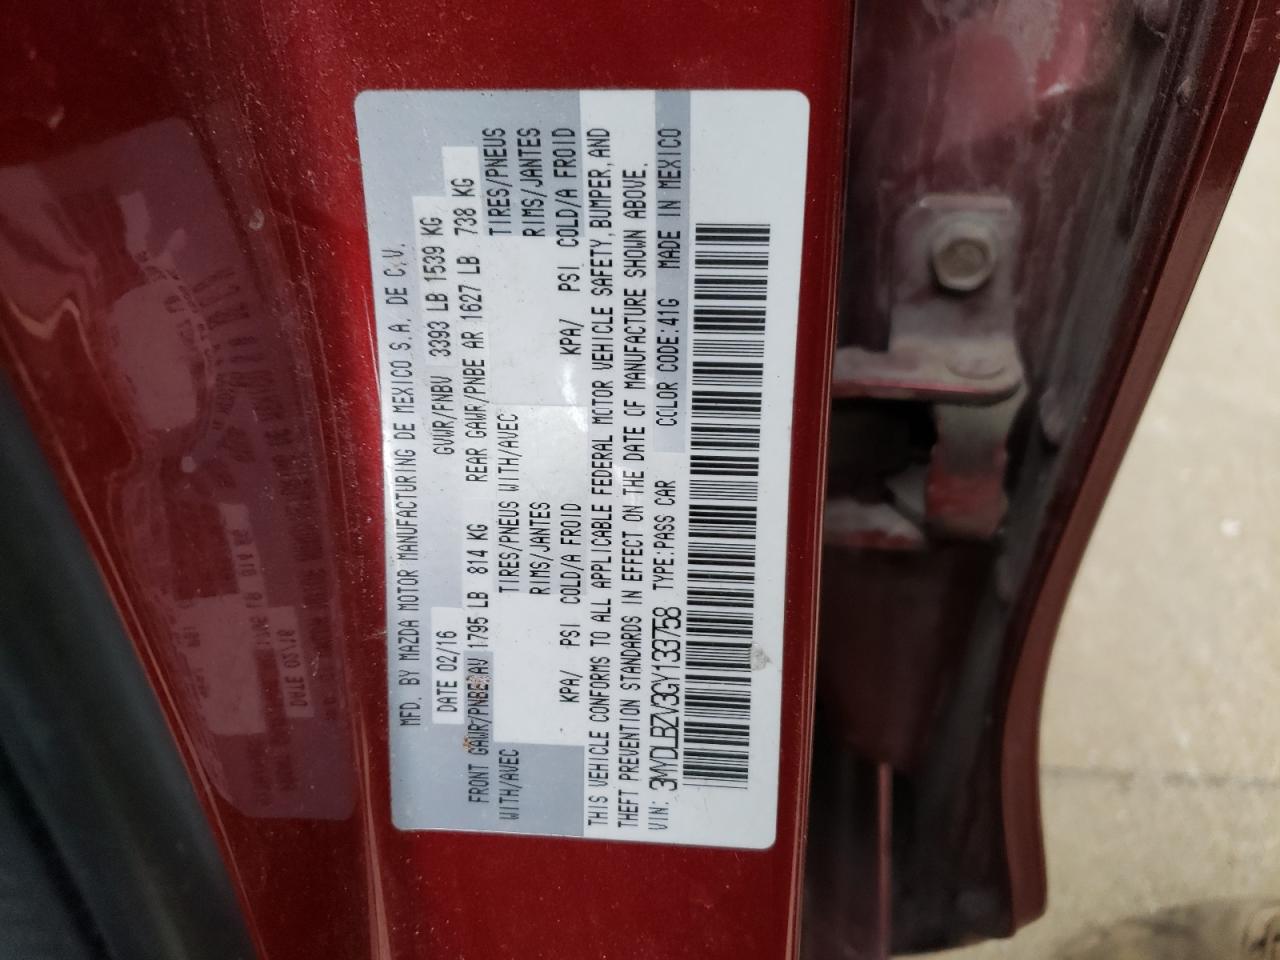 MFD. BY MAZDA MOTOR MANUFACTURING DE MEXICO S.A. DE C.V.
DATE 02/16 GVWR/PNBV 3393 LB 1539 KG
FRONT GAWR/PNBE AV 1795 LB 814 KG REAR GAWR/PNBE AR 1627 LB 738 KG
WITH/AVEC TIRES/PNEUS WITH/AVEC TIRES/PNEUS
RIMS/JANTES RIMS/JANTES
KPA/ PSI COLD/A FROID KPA/ PSI COLD/A FROID
THIS VEHICLE CONFORMS TO ALL APPLICABLE FEDERAL MOTOR VEHICLE SAFETY, BUMPER, AND
THEFT PREVENTION STANDARDS IN EFFECT ON THE DATE OF MANUFACTURE SHOWN ABOVE.
VIN: 3MYDLBZV3GY133758 TYPE:PASS CAR COLOR CODE:41G MADE IN MEXICO